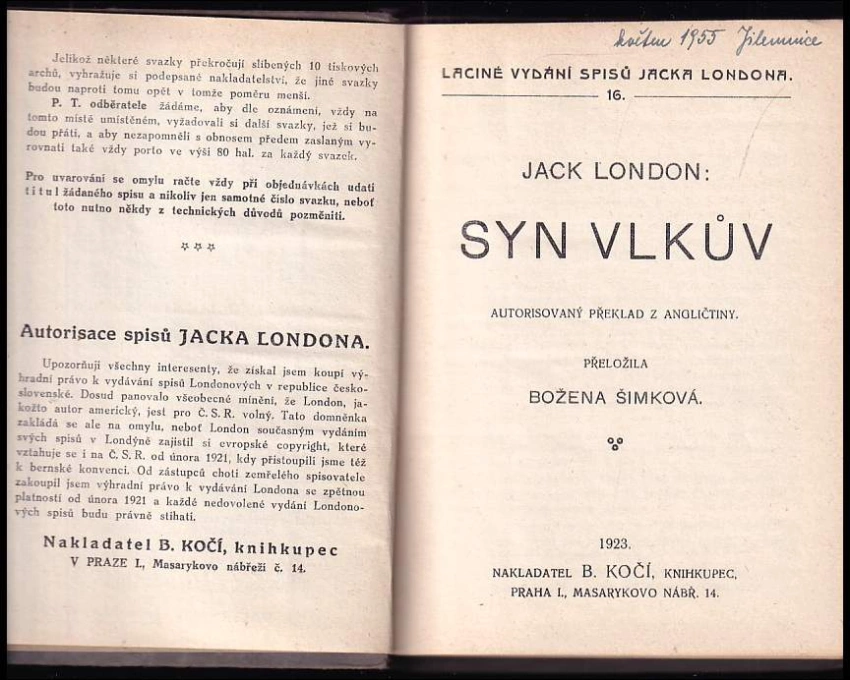 Jelikož některé svazky překročují slíbených 10 tiskových
archů, vyhražuje si podepsané nakladatelství, že jiné svazky
budou naproti tomu opět v tomže poměru menší.
P. T. odběratele žádáme, aby dle oznámení, vždy na
tomto místě umístěném, vyžadovali si další svazky, jež si bu-
dou přáti, a aby nezapomněli s obnosem předem zaslaným vy-
rovnati také vždy porto ve výši 80 hal. za každý svazek.
Pro uvarování se omylu račte vždy při objednávkách udati
titul žádaného spisu a nikoliv jen samotné číslo svazku, neboť
toto nutno někdy z technických důvodů pozměniti.
Autorisace spisů JACKA LONDONA.
Upozorňuji všechny interesenty, že získal jsem koupí vý-
hradní právo k vydávání spisů Londonových v republice česko-
slovenské. Dosud panovalo všeobecné mínění, že London, ja-
kožto autor americký, jest pro Č. S. R. volný. Tato domněnka
zakládá se ale na omylu, neboť London současným vydáním
svých spisů v Londýně zajistil si evropské copyright, které
vztahuje se i na Č. S. R. od února 1921, kdy přistoupili jsme též
k bernské konvenci. Od zástupců choti zemřelého spisovatele
zakoupil jsem výhradní právo k vydávání Londona se zpětnou
platností od února 1921 a každé nedovolené vydání Londono-
vých spisů budu právně stíhati.
Nakladatel B. KOČÍ, knihkupec
V PRAZE I., Masarykovo nábřeží č. 14.
květen 1955 Jilemnice
LACINÉ VYDÁNÍ SPISŮ JACKA LONDONA.
16.
JACK LONDON:
SYN VLKŮV
AUTORISOVANÝ PŘEKLAD Z ANGLIČTINY.
PŘELOŽILA
BOŽENA ŠIMKOVÁ.
1923.
NAKLADATEL B. KOČÍ, KNIHKUPEC,
PRAHA I., MASARYKOVO NÁBŘ. 14.